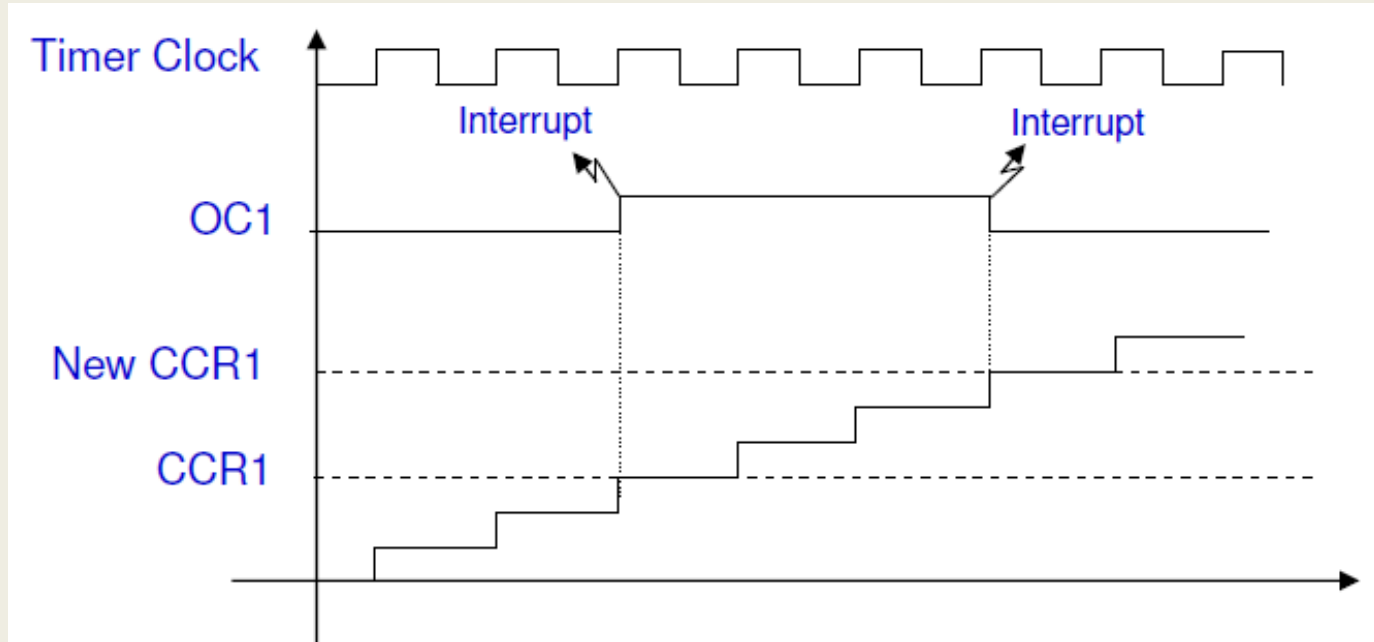 Timer Clock
Interrupt
Interrupt
OC1
New CCR1
CCR1